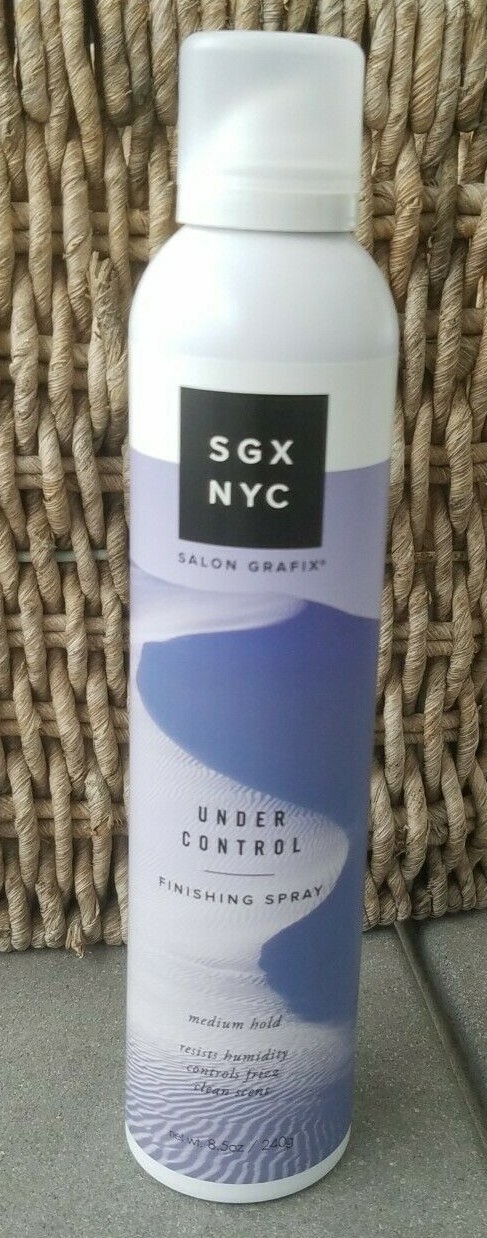 SGX
NYC
SALON GRAFIX®
UNDER
CONTROL
FINISHING SPRAY
medium hold
resists humidity
controls frizz
clean scent
net wt. 8.5oz / 240g